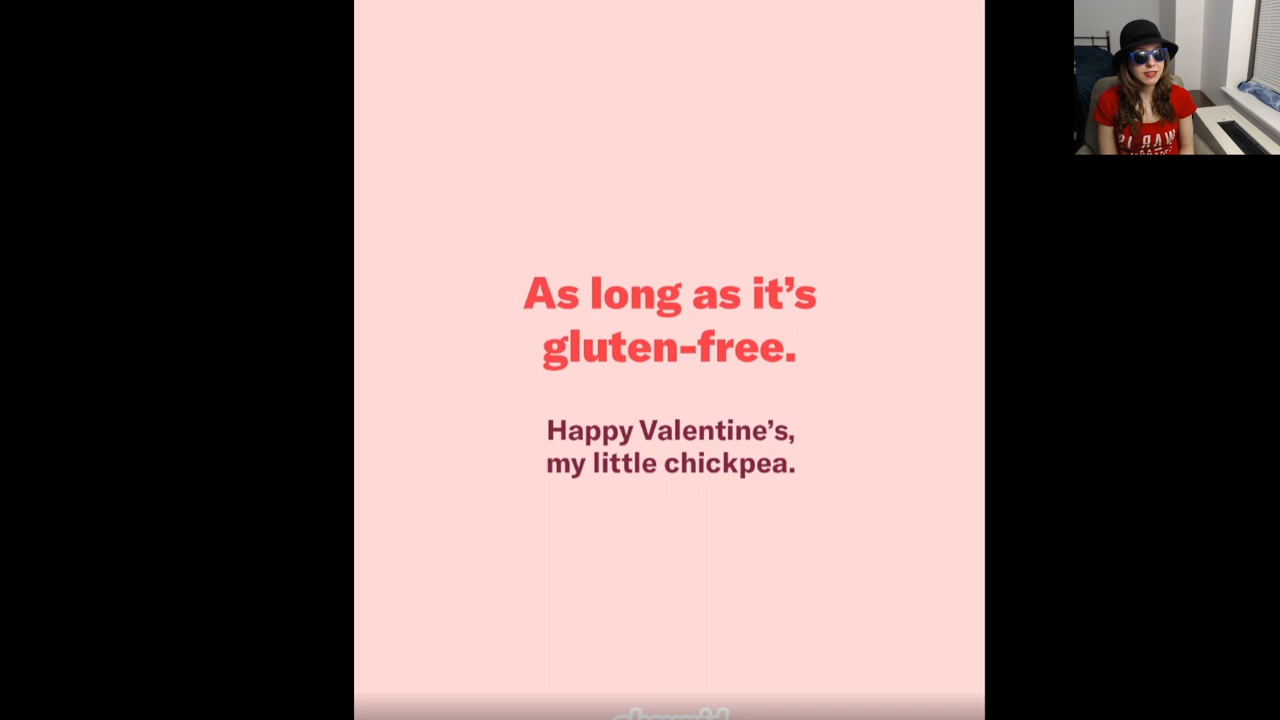 As long as it's
gluten-free.
Happy Valentine's,
my little chickpea.